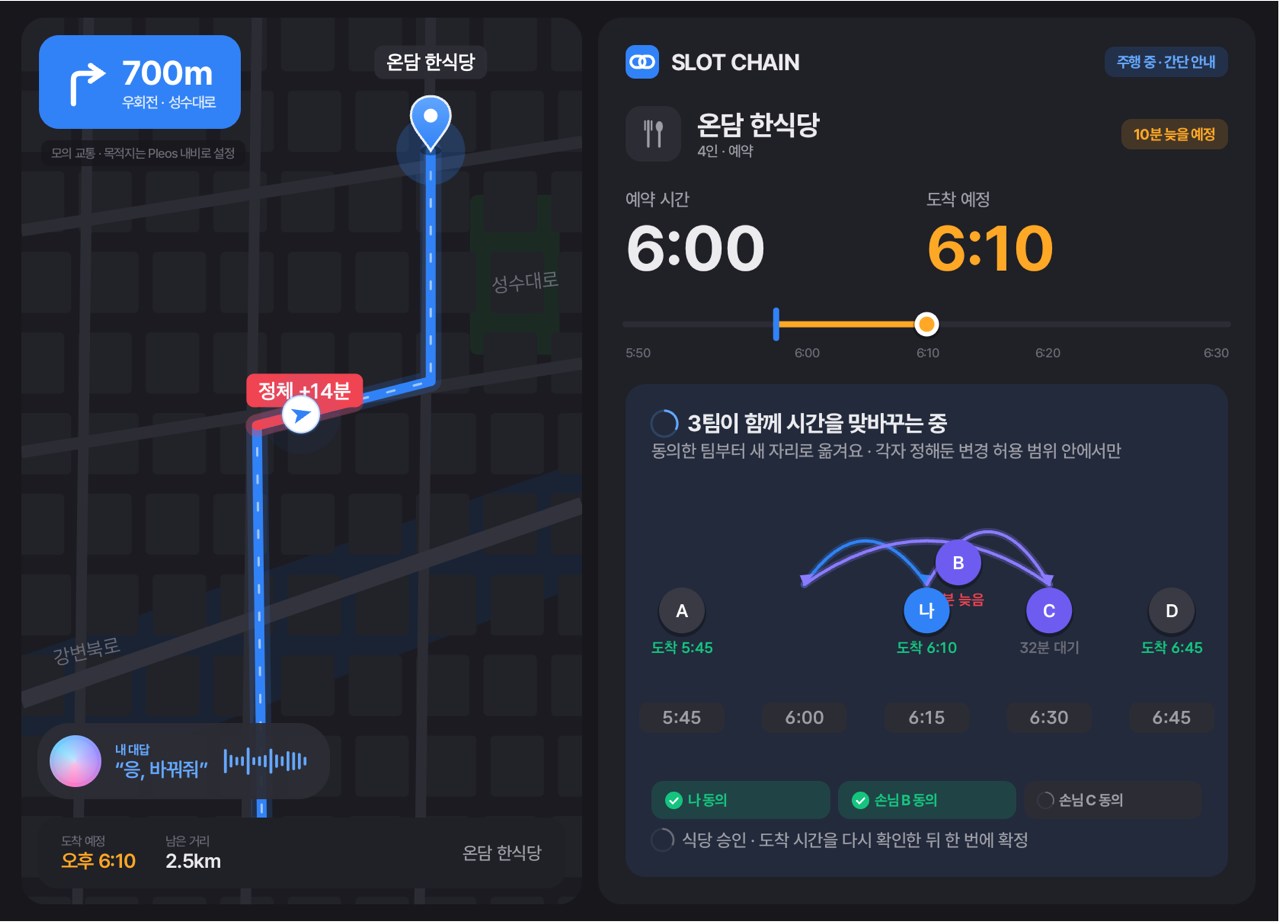 700m
우회전 · 성수대로
모의 교통 · 목적지는 Pleos 내비로 설정
온담 한식당
성수대로
정체 +14분
강변북로
내 대답
“응, 바꿔줘”
도착 예정
오후 6:10
남은 거리
2.5km
온담 한식당
SLOT CHAIN
주행 중 · 간단 안내
온담 한식당
4인 · 예약
10분 늦을 예정
예약 시간
6:00
도착 예정
6:10
5:50 6:00 6:10 6:20 6:30
3팀이 함께 시간을 맞바꾸는 중
동의한 팀부터 새 자리로 옮겨요 · 각자 정해둔 변경 허용 범위 안에서만
B
분 늦음
A 나 C D
도착 5:45 도착 6:10 32분 대기 도착 6:45
5:45 6:00 6:15 6:30 6:45
나 동의 손님 B 동의 손님 C 동의
식당 승인 · 도착 시간을 다시 확인한 뒤 한 번에 확정